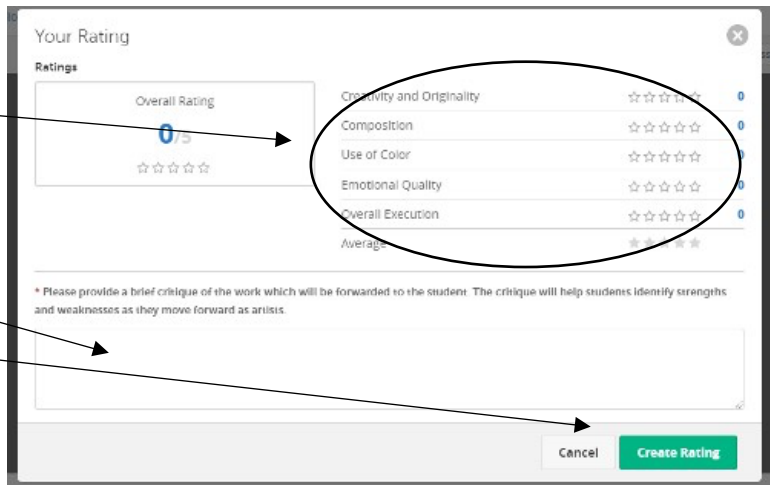 Your Rating
Ratings
Overall Rating
0/5
Creativity and Originality 0
Composition 0
Use of Color 0
Emotional Quality 0
Overall Execution 0
Average
* Please provide a brief critique of the work which will be forwarded to the student. The critique will help students identify strengths
and weaknesses as they move forward as artists.
Cancel
Create Rating